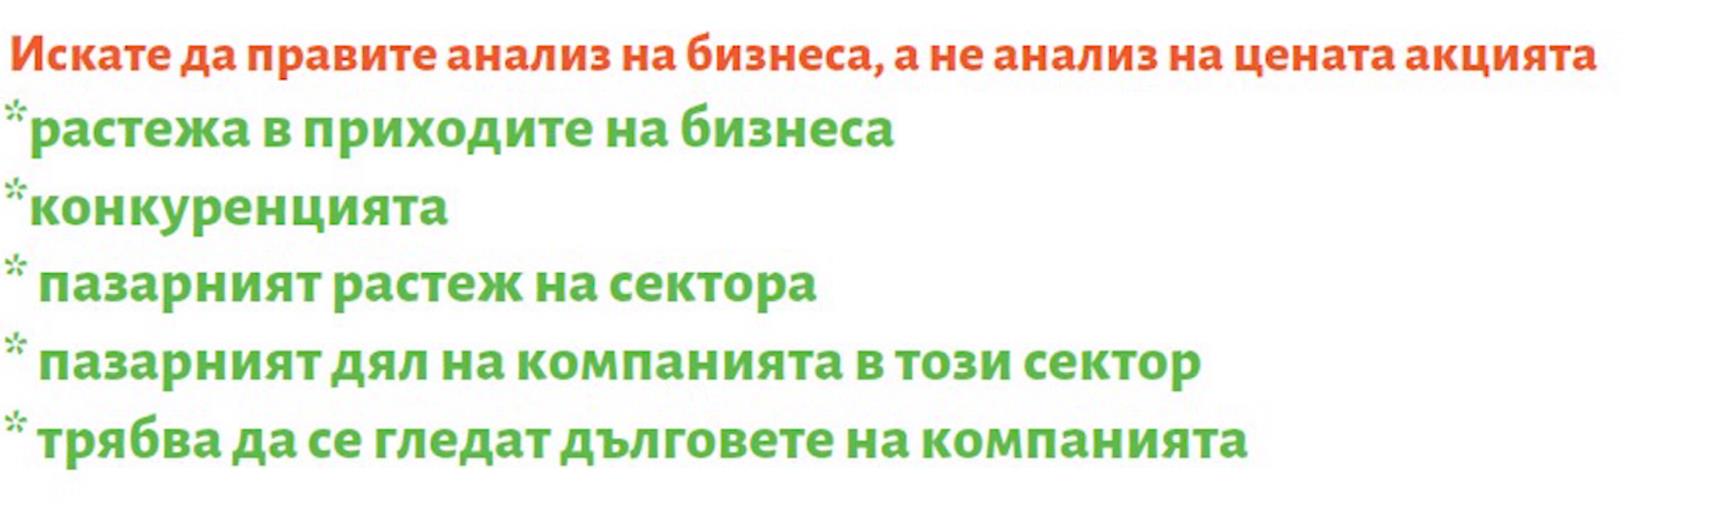 Искате да правите анализ на бизнеса, а не анализ на цената акцията
*растежа в приходите на бизнеса
*конкуренцията
* пазарният растеж на сектора
* пазарният дял на компанията в този сектор
* трябва да се гледат дълговете на компанията